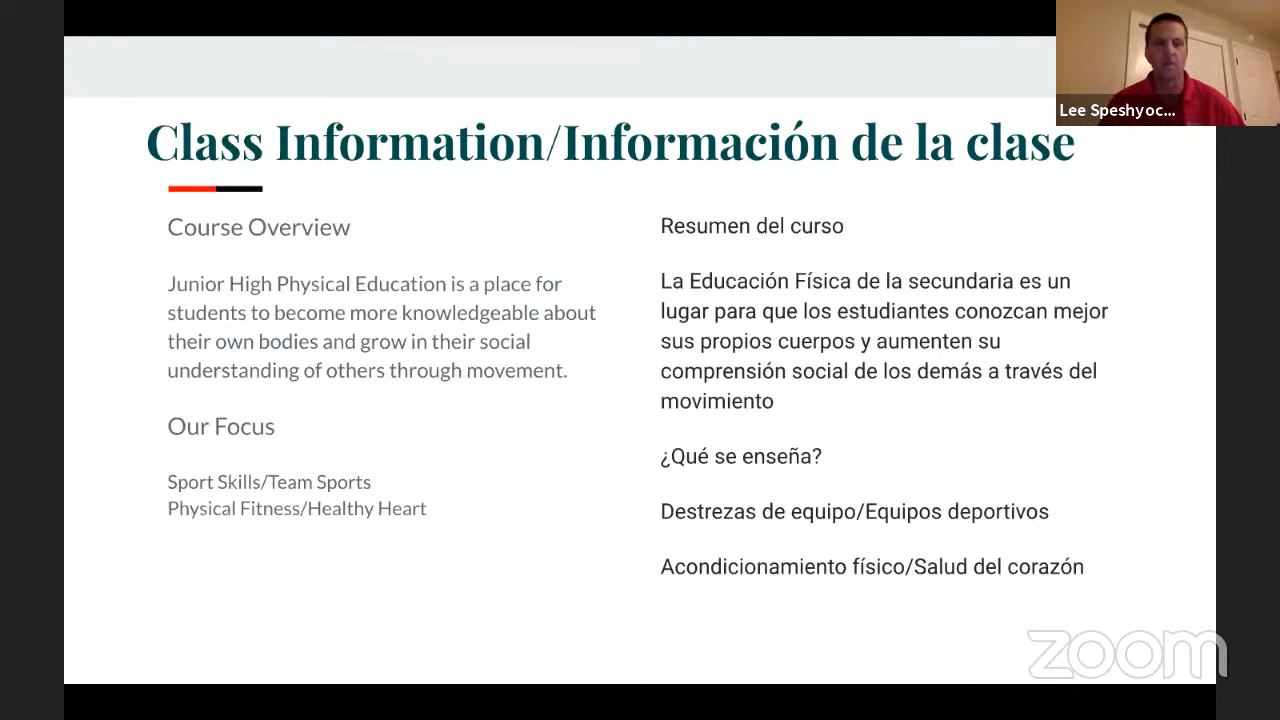 Class Information/Información de la clase
Course Overview
Junior High Physical Education is a place for
students to become more knowledgeable about
their own bodies and grow in their social
understanding of others through movement.
Our Focus
Sport Skills/Team Sports
Physical Fitness/Healthy Heart
Resumen del curso
La Educación Física de la secundaria es un
lugar para que los estudiantes conozcan mejor
sus propios cuerpos y aumenten su
comprensión social de los demás a través del
movimiento
¿Qué se enseña?
Destrezas de equipo/Equipos deportivos
Acondicionamiento físico/Salud del corazón
Lee Speshyoc...
zoom